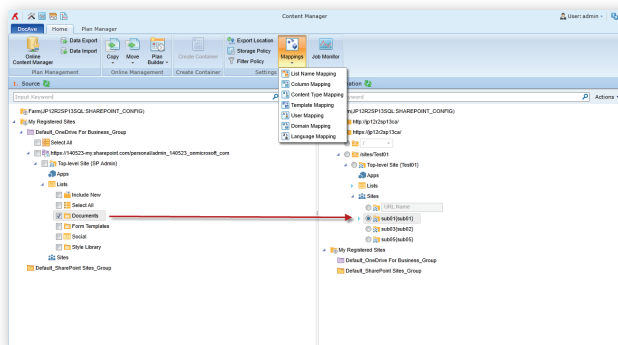 Content Manager
User: admin
DocAve Home Plan Manager
Data Export
Data Import
Online Content Manager
Copy
Move
Plan Builder
Create Container
Export Location
Storage Policy
Filter Policy
Mappings
Job Monitor
Plan Management
Online Management
Create Container
Settings
List Name Mapping
Column Mapping
Content Type Mapping
Template Mapping
User Mapping
Domain Mapping
Language Mapping
1. Source
Input Keyword
Farm(JP12R2SP13SQL:SHAREPOINT_CONFIG)
My Registered Sites
Default_OneDrive For Business_Group
Select All
https://140523-my.sharepoint.com/personal/admin_140523_onmicrosoft_com
Top-level Site (SP Admin)
Apps
Lists
Include New
Select All
Documents
Form Templates
Social
Style Library
Sites
Default_SharePoint Sites_Group
ation
eyword
Actions
(JP12R2SP13SQL:SHAREPOINT_CONFIG)
http://jp12r2sp13ca/
https://jp12r2sp13ca/
/
/sites/Test01
Top-level Site [Test01]
Apps
Lists
Sites
URL Name
sub01(sub01)
sub03(sub02)
sub05(sub05)
My Registered Sites
Default_OneDrive For Business_Group
Default_SharePoint Sites_Group